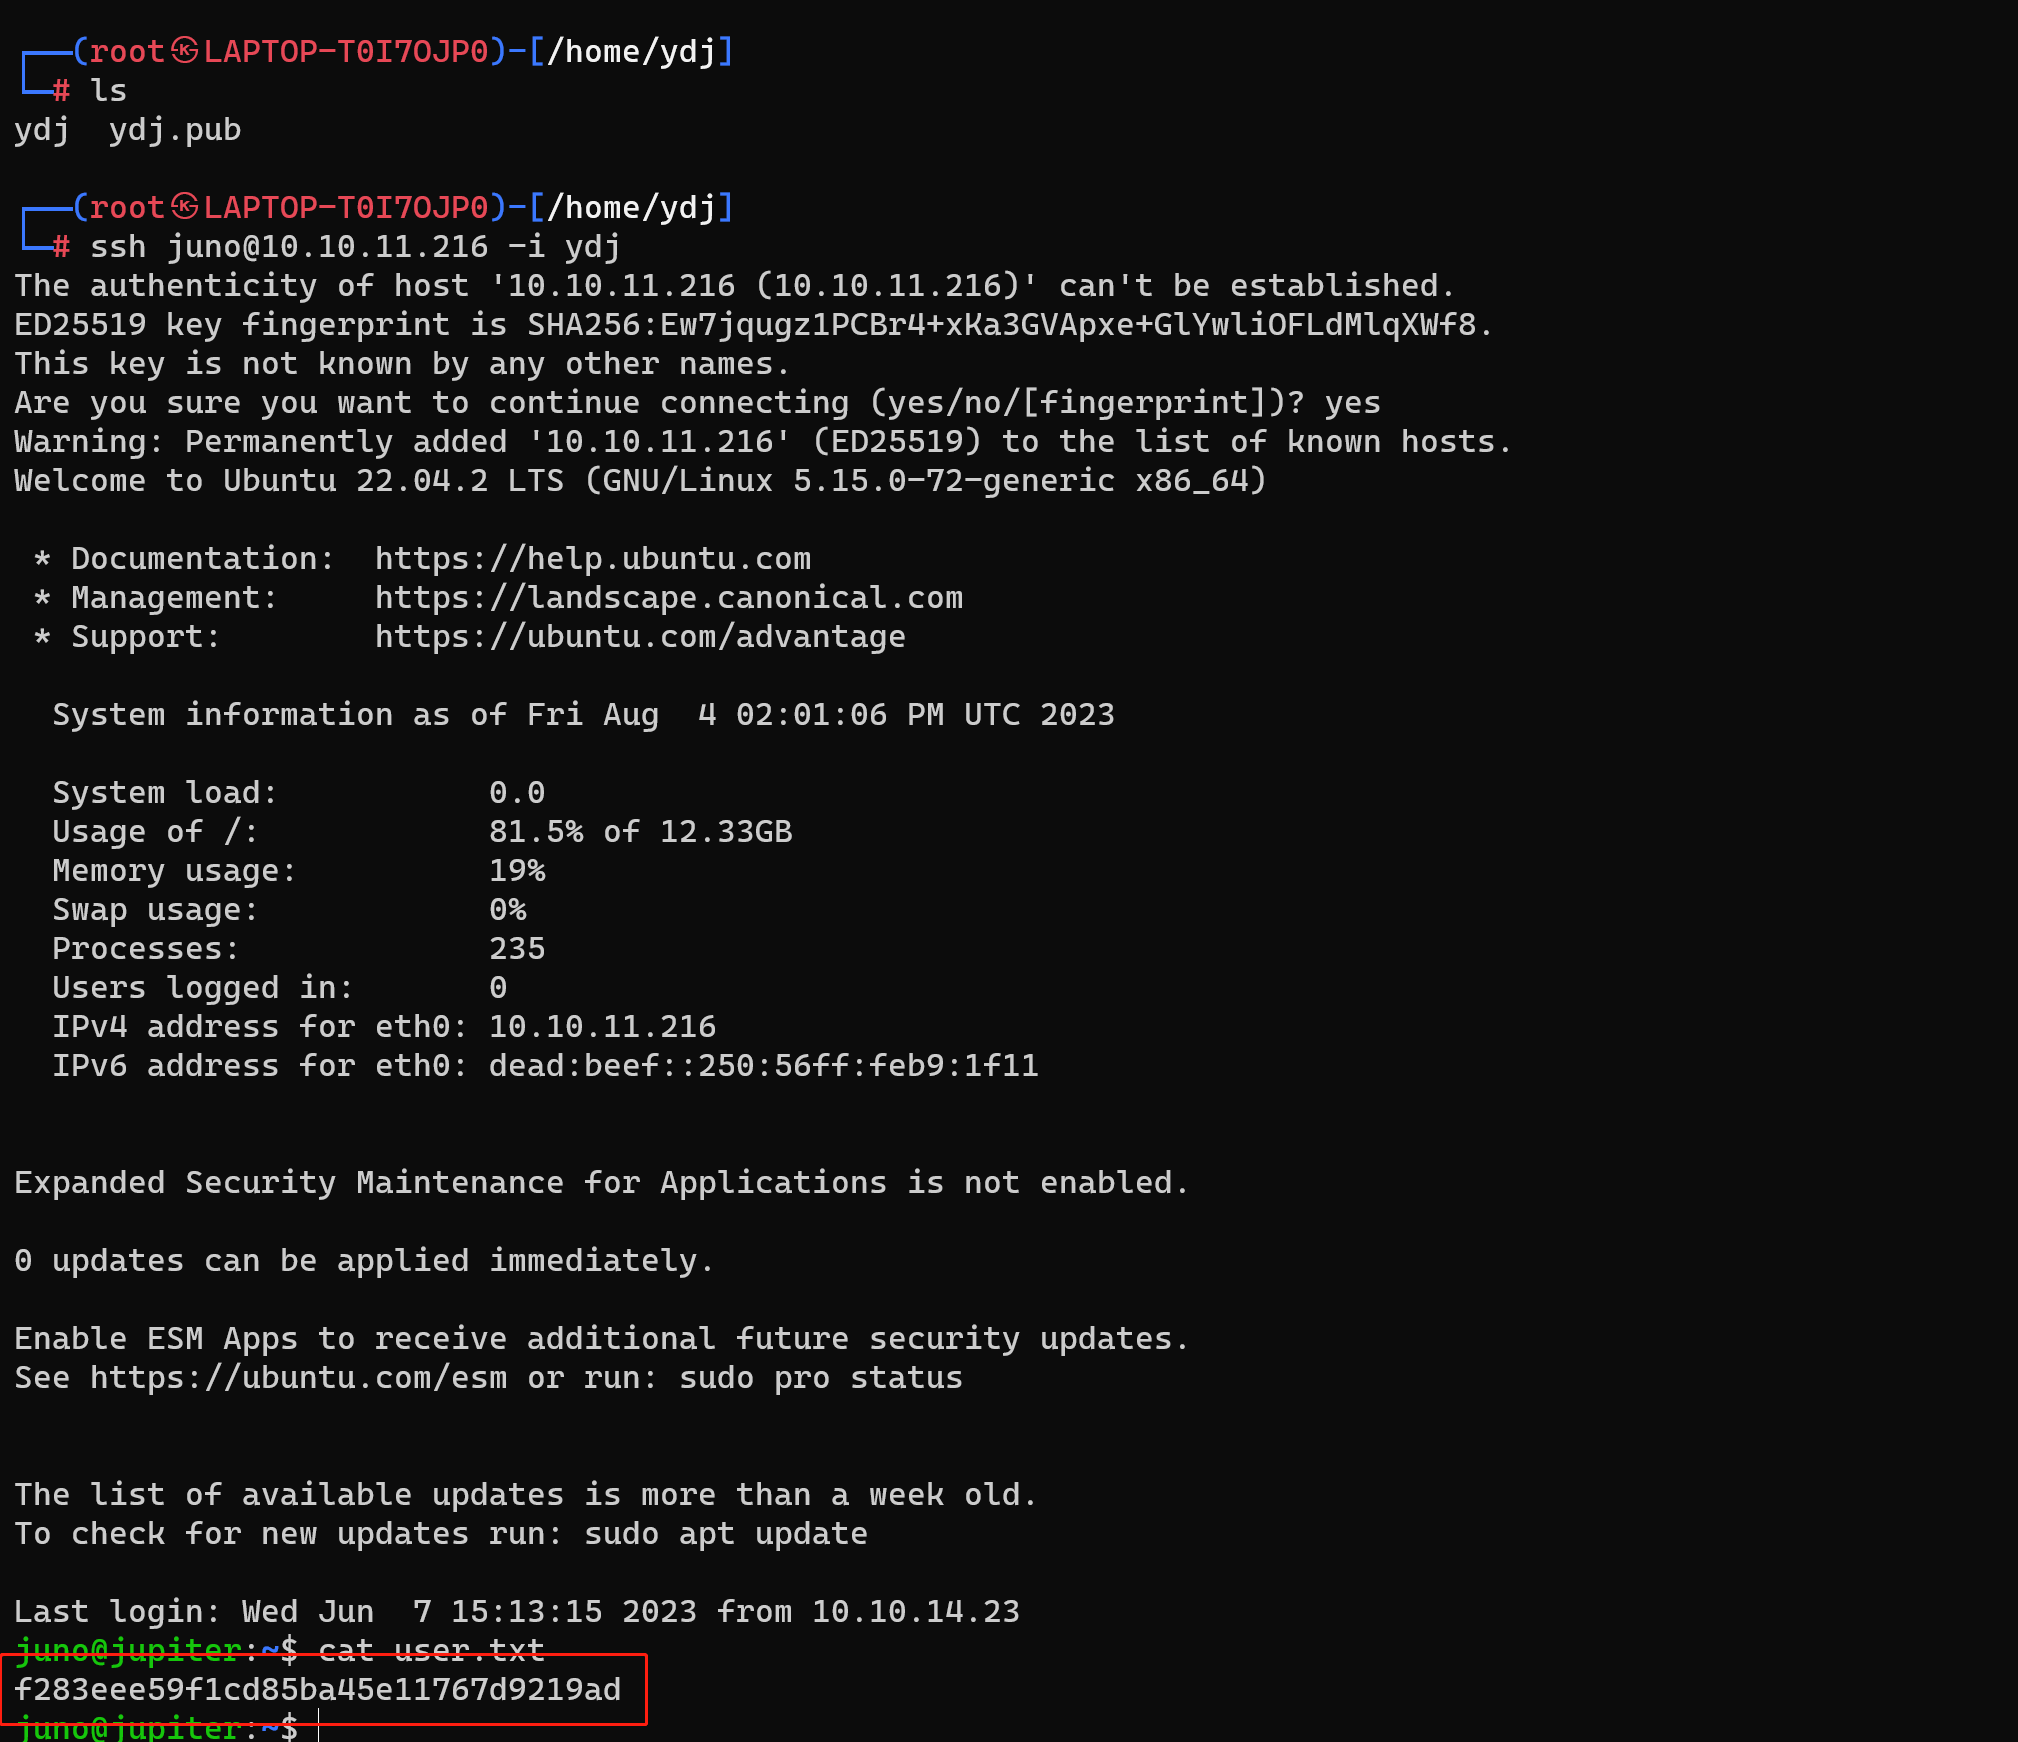 ┌──(root㉿LAPTOP-T0I7OJP0)-[/home/ydj]
└─# ls
ydj  ydj.pub

┌──(root㉿LAPTOP-T0I7OJP0)-[/home/ydj]
└─# ssh juno@10.10.11.216 -i ydj
The authenticity of host '10.10.11.216 (10.10.11.216)' can't be established.
ED25519 key fingerprint is SHA256:Ew7jqugz1PCBr4+xKa3GVApxe+GlYwliOFLdMlqXWf8.
This key is not known by any other names.
Are you sure you want to continue connecting (yes/no/[fingerprint])? yes
Warning: Permanently added '10.10.11.216' (ED25519) to the list of known hosts.
Welcome to Ubuntu 22.04.2 LTS (GNU/Linux 5.15.0-72-generic x86_64)

 * Documentation:  https://help.ubuntu.com
 * Management:     https://landscape.canonical.com
 * Support:        https://ubuntu.com/advantage

  System information as of Fri Aug  4 02:01:06 PM UTC 2023

  System load:           0.0
  Usage of /:            81.5% of 12.33GB
  Memory usage:          19%
  Swap usage:            0%
  Processes:             235
  Users logged in:       0
  IPv4 address for eth0: 10.10.11.216
  IPv6 address for eth0: dead:beef::250:56ff:feb9:1f11


Expanded Security Maintenance for Applications is not enabled.

0 updates can be applied immediately.

Enable ESM Apps to receive additional future security updates.
See https://ubuntu.com/esm or run: sudo pro status


The list of available updates is more than a week old.
To check for new updates run: sudo apt update

Last login: Wed Jun  7 15:13:15 2023 from 10.10.14.23
juno@jupiter:~$ cat user.txt
f283eee59f1cd85ba45e11767d9219ad
juno@jupiter:~$